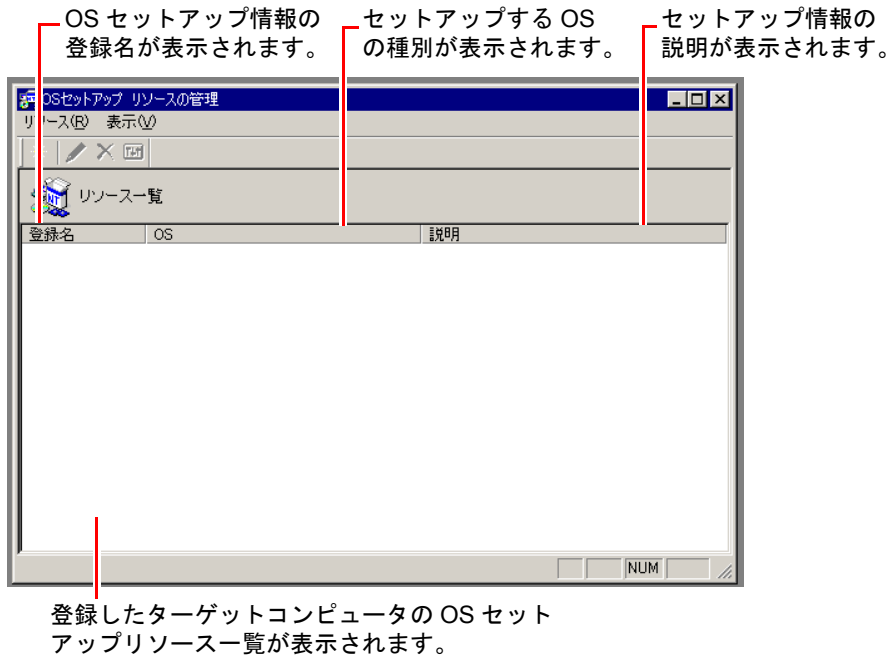 OS セットアップ情報の
登録名が表示されます。
セットアップする OS
の種別が表示されます。
セットアップ情報の
説明が表示されます。
OSセットアップ リソースの管理
リソース(R) 表示(V)
リソース一覧
登録名 OS 説明
NUM
登録したターゲットコンピュータの OS セット
アップリソース一覧が表示されます。